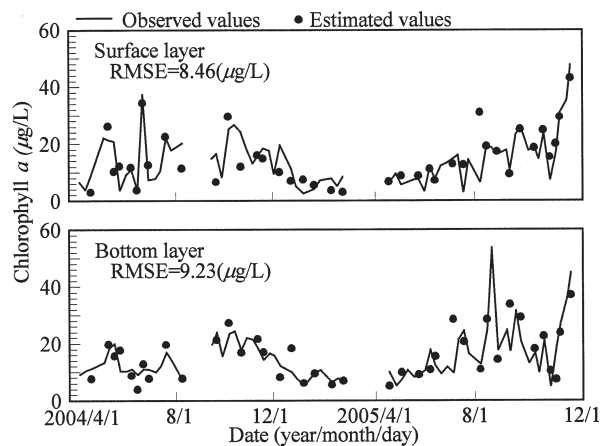 Observed values Estimated values
60
Surface layer
RMSE=8.46(μg/L)
40
20
0
60
Bottom layer
RMSE=9.23(μg/L)
40
20
0
Chlorophyll a (μg/L)
2004/4/1 8/1 12/1 2005/4/1 8/1 12/1
Date (year/month/day)